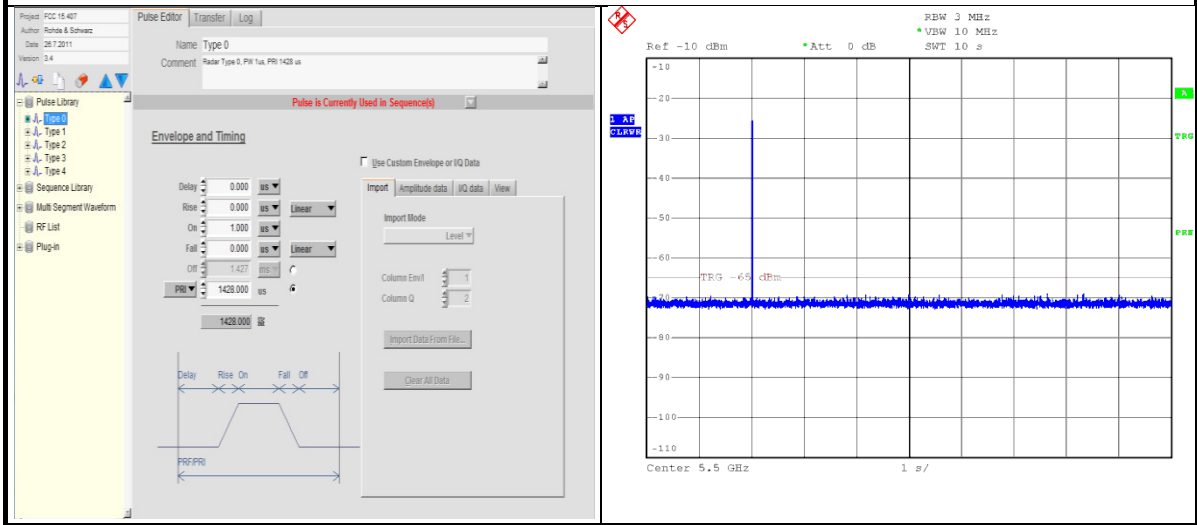 Project FCC 15.407
Author Rohde & Schwarz
Date 26.7.2011
Version 3.4
Pulse Library
Type 0
Type 1
Type 2
Type 3
Type 4
Sequence Library
Multi Segment Waveform
RF List
Plug-in
Pulse Editor Transfer Log
Name Type 0
Comment Radar Type 0, PW 1us, PRI 1428 us
Pulse is Currently Used in Sequence(s)
Envelope and Timing
Use Custom Envelope or I/Q Data
Delay 0.000 us
Rise 0.000 us Linear
On 1.000 us
Fall 0.000 us Linear
Off 1.427 ms
PRI 1428.000 us
1428.000
Import Amplitude data I/Q data View
Import Mode
Level
Column Env/I 1
Column Q 2
Import Data From File...
Clear All Data
Delay Rise On Fall Off
PRF/PRI
R S
RBW 3 MHz
* VBW 10 MHz
Ref -10 dBm * Att 0 dB SWT 10 s
-10
-20
A
1 AP
CLRWR
TRG
-30
-40
-50
PRN
-60
TRG -65 dBm
-70
-80
-90
-100
-110
Center 5.5 GHz 1 s/